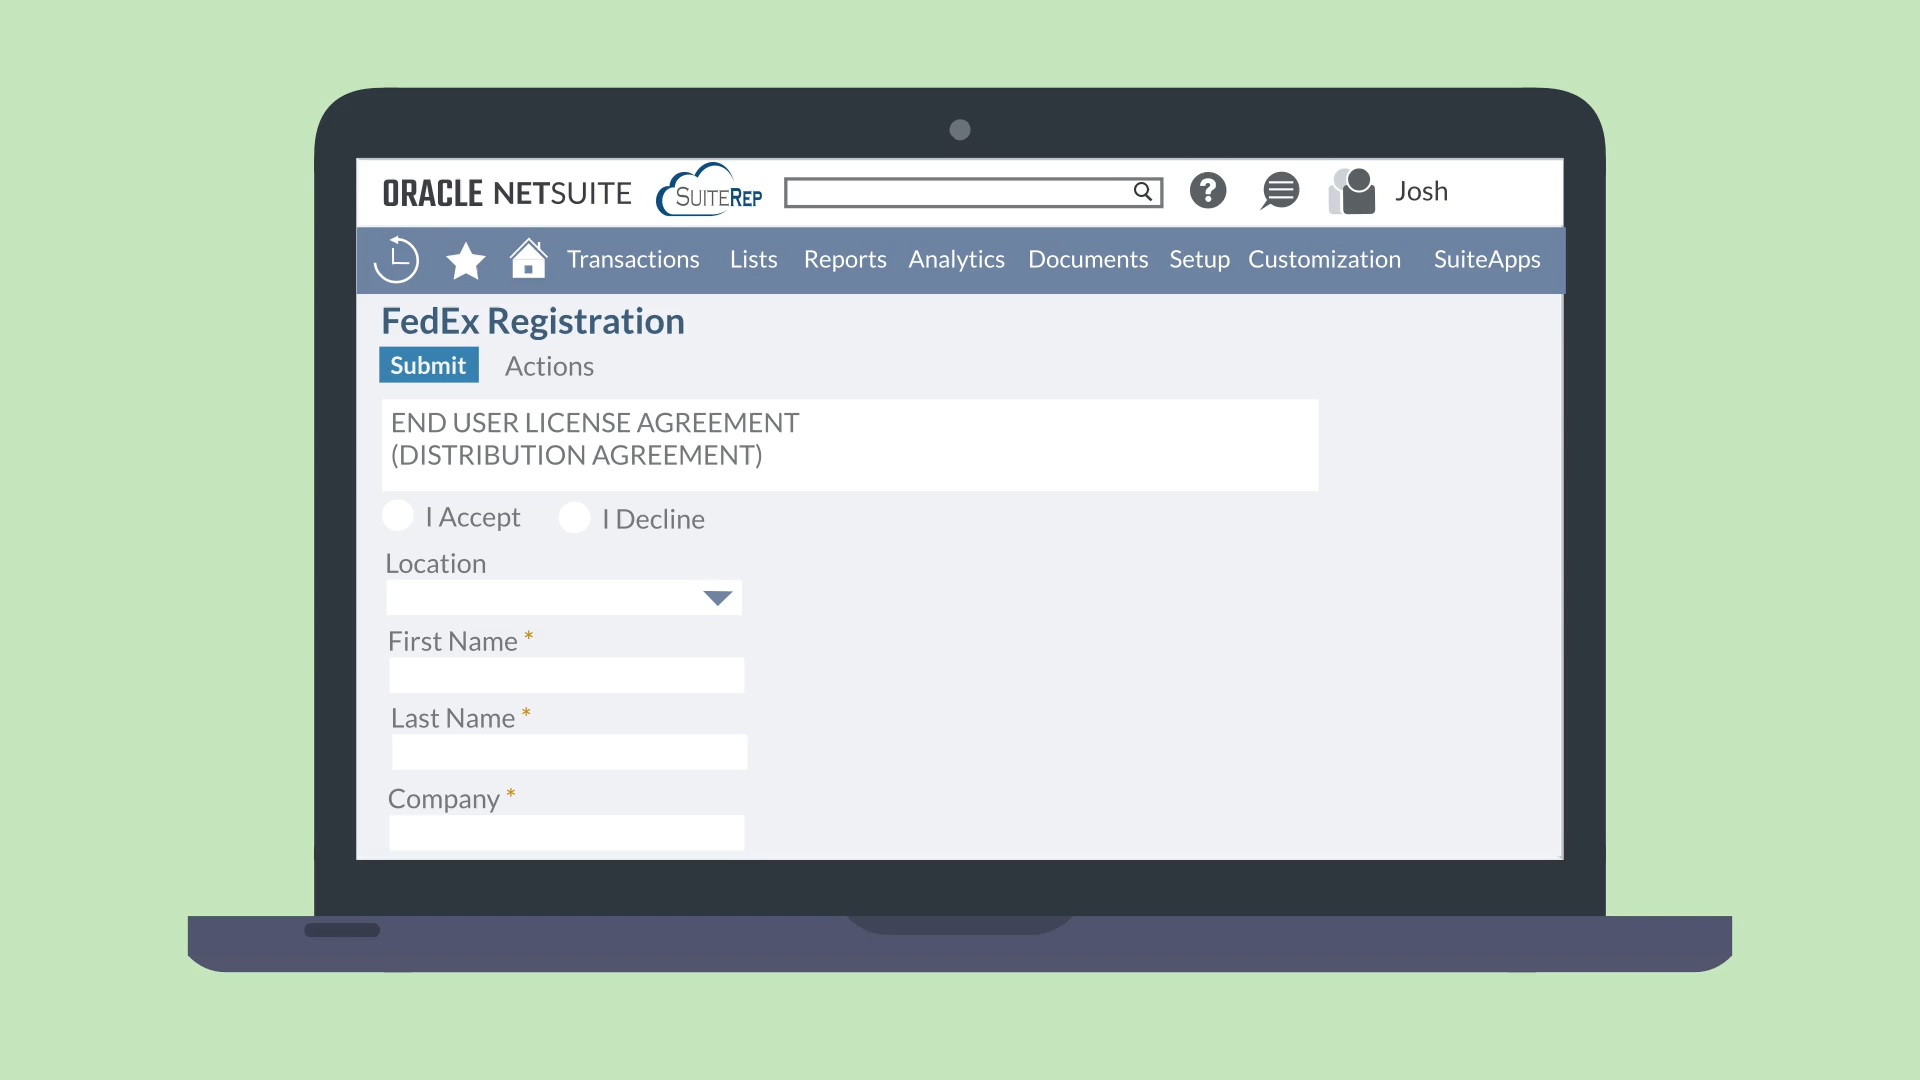 ORACLE NETSUITE SUITEREP ? Josh
Transactions Lists Reports Analytics Documents Setup Customization SuiteApps
FedEx Registration
Submit Actions
END USER LICENSE AGREEMENT
(DISTRIBUTION AGREEMENT)
I Accept I Decline
Location
First Name *
Last Name *
Company *